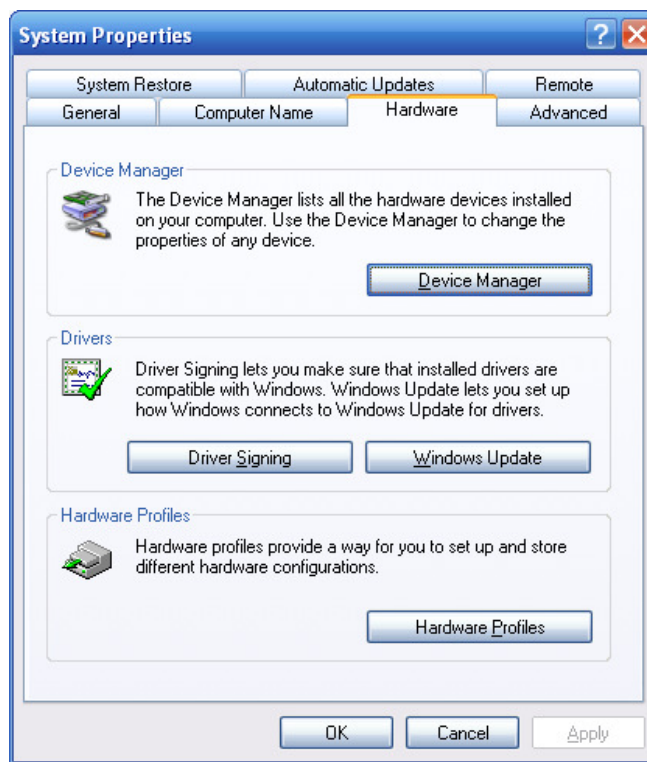 System Properties
System Restore Automatic Updates Remote
General Computer Name Hardware Advanced
Device Manager
The Device Manager lists all the hardware devices installed
on your computer. Use the Device Manager to change the
properties of any device.
Device Manager
Drivers
Driver Signing lets you make sure that installed drivers are
compatible with Windows. Windows Update lets you set up
how Windows connects to Windows Update for drivers.
Driver Signing Windows Update
Hardware Profiles
Hardware profiles provide a way for you to set up and store
different hardware configurations.
Hardware Profiles
OK Cancel Apply